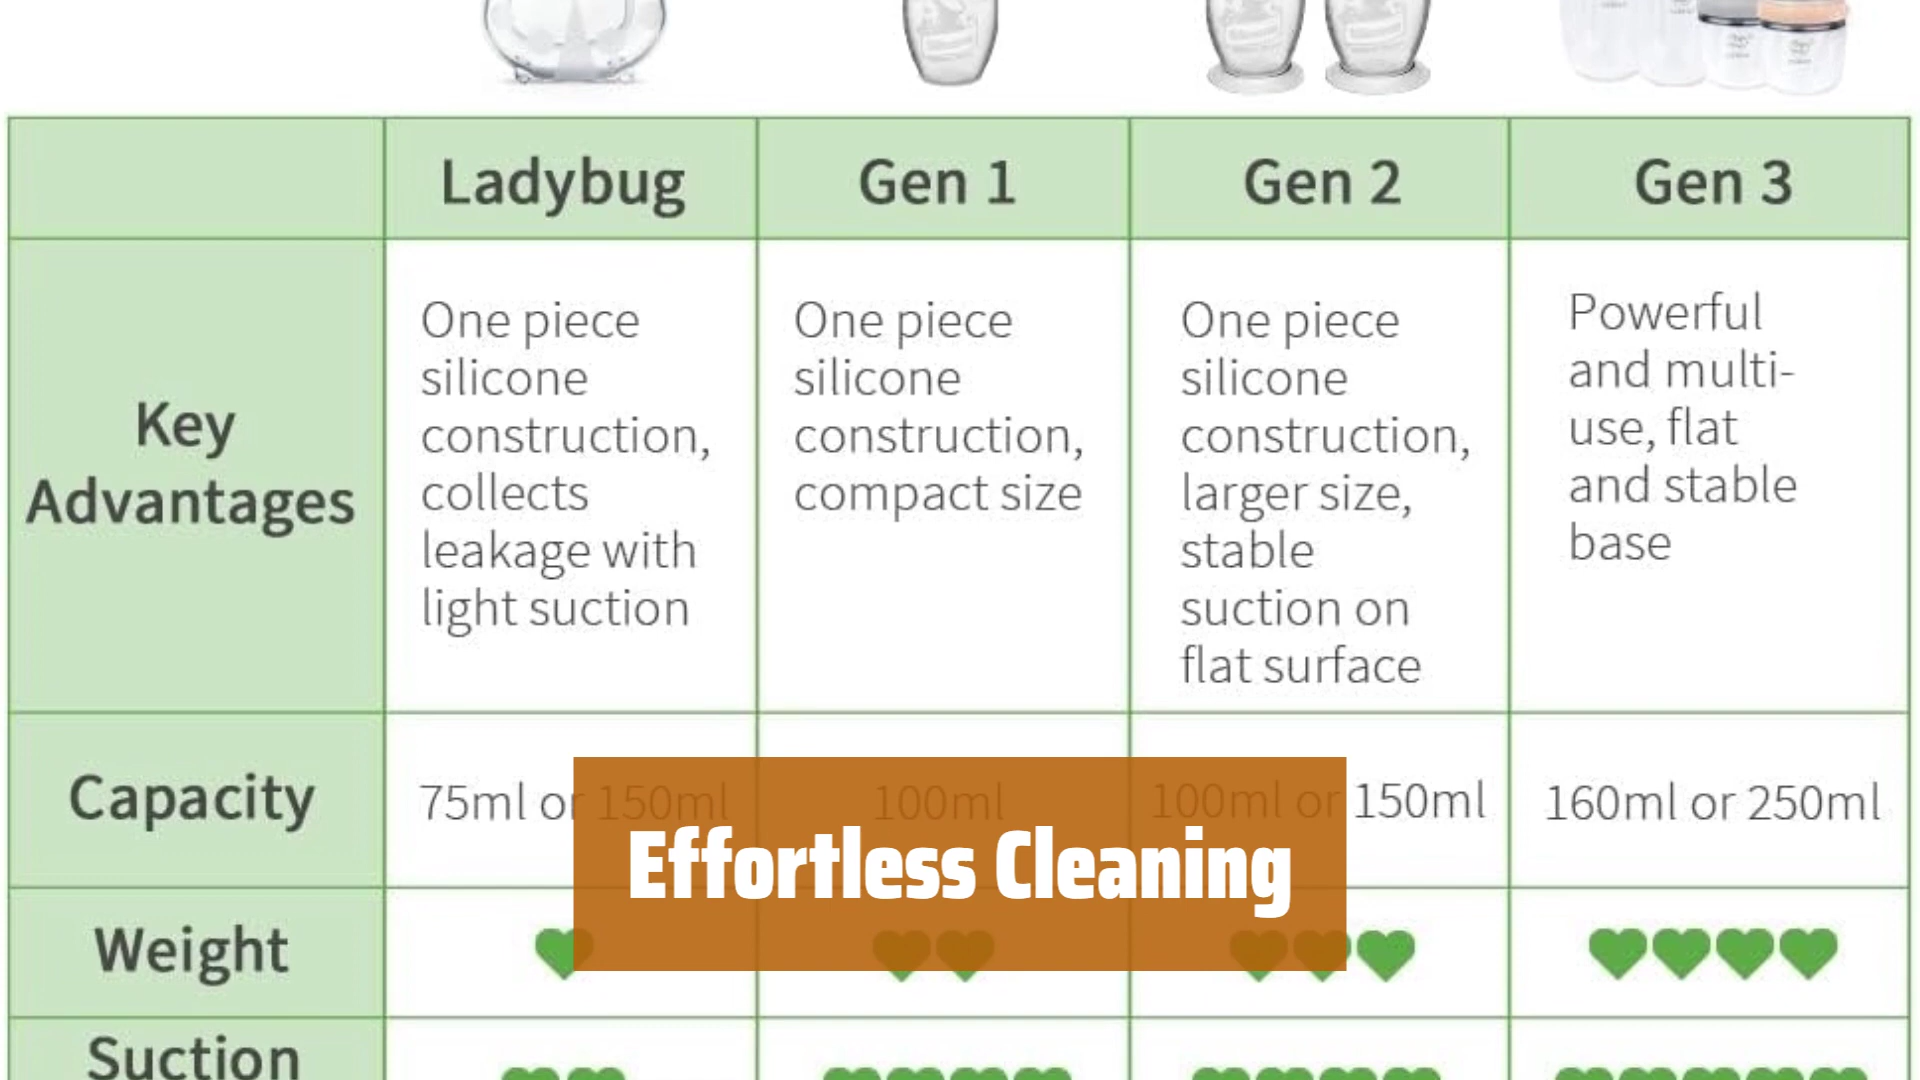 Ladybug
Gen 1
Gen 2
Gen 3
Key
Advantages
One piece
silicone
construction,
collects
leakage with
light suction
One piece
silicone
construction,
compact size
One piece
silicone
construction,
larger size,
stable
suction on
flat surface
Powerful
and multi-
use, flat
and stable
base
Capacity
75ml or 150ml
100ml
100ml or 150ml
160ml or 250ml
Effortless Cleaning
Weight
Suction